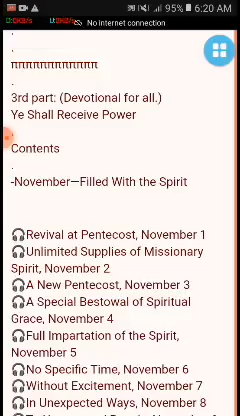 95% 6:20 AM
No Internet connection
.
.
πππππππππππππ
.
3rd part: (Devotional for all.)
Ye Shall Receive Power
.
Contents
.
-November—Filled With the Spirit
🎧Revival at Pentecost, November 1
🎧Unlimited Supplies of Missionary
Spirit, November 2
🎧A New Pentecost, November 3
🎧A Special Bestowal of Spiritual
Grace, November 4
🎧Full Impartation of the Spirit,
November 5
🎧No Specific Time, November 6
🎧Without Excitement, November 7
🎧In Unexpected Ways, November 8